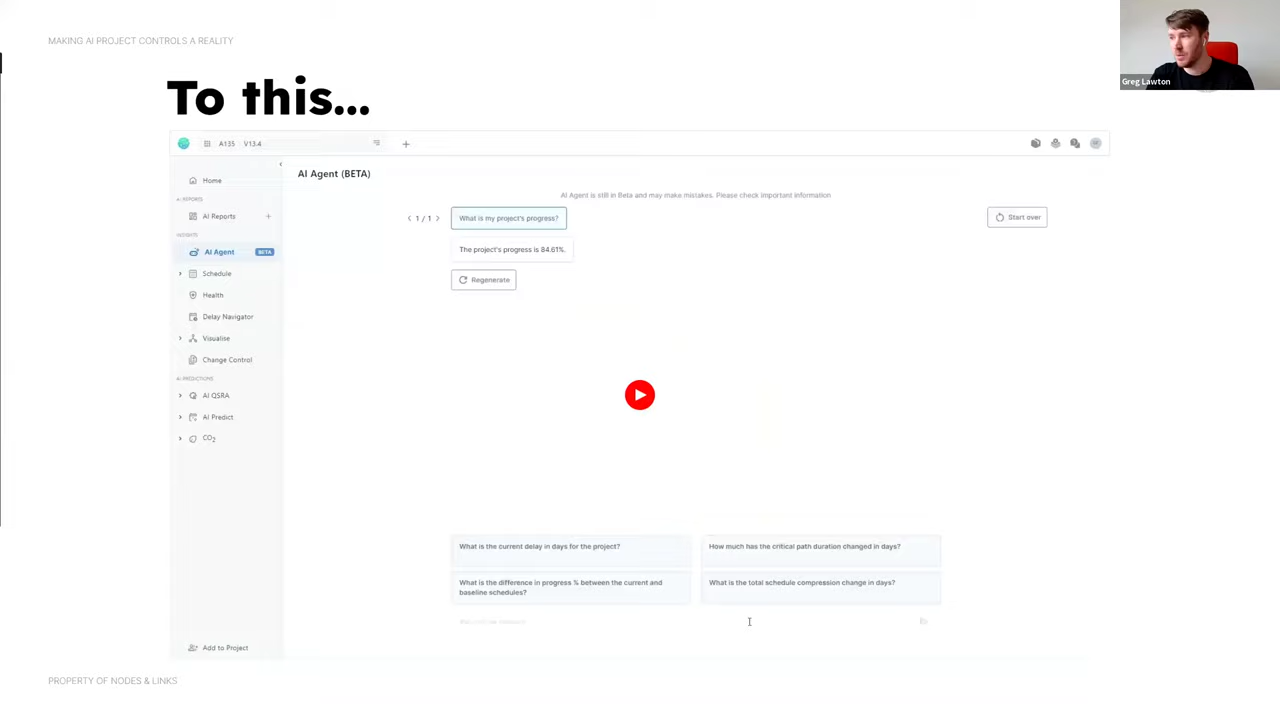 MAKING AI PROJECT CONTROLS A REALITY
Greg Lawton
To this...
A135 V13.4
AI Agent (BETA)
Home
AI Agent is still in Beta and may make mistakes. Please check important information
AI REPORTS
AI Reports
1 / 1
What is my project's progress?
Start over
INSIGHTS
AI Agent BETA
The project's progress is 84.61%.
Schedule
Regenerate
Health
Delay Navigator
Visualise
Change Control
AI PREDICTIONS
AI QSRA
AI Predict
CO2
What is the current delay in days for the project?
How much has the critical path duration changed in days?
What is the difference in progress % between the current and
baseline schedules?
What is the total schedule compression change in days?
Add to Project
PROPERTY OF NODES & LINKS